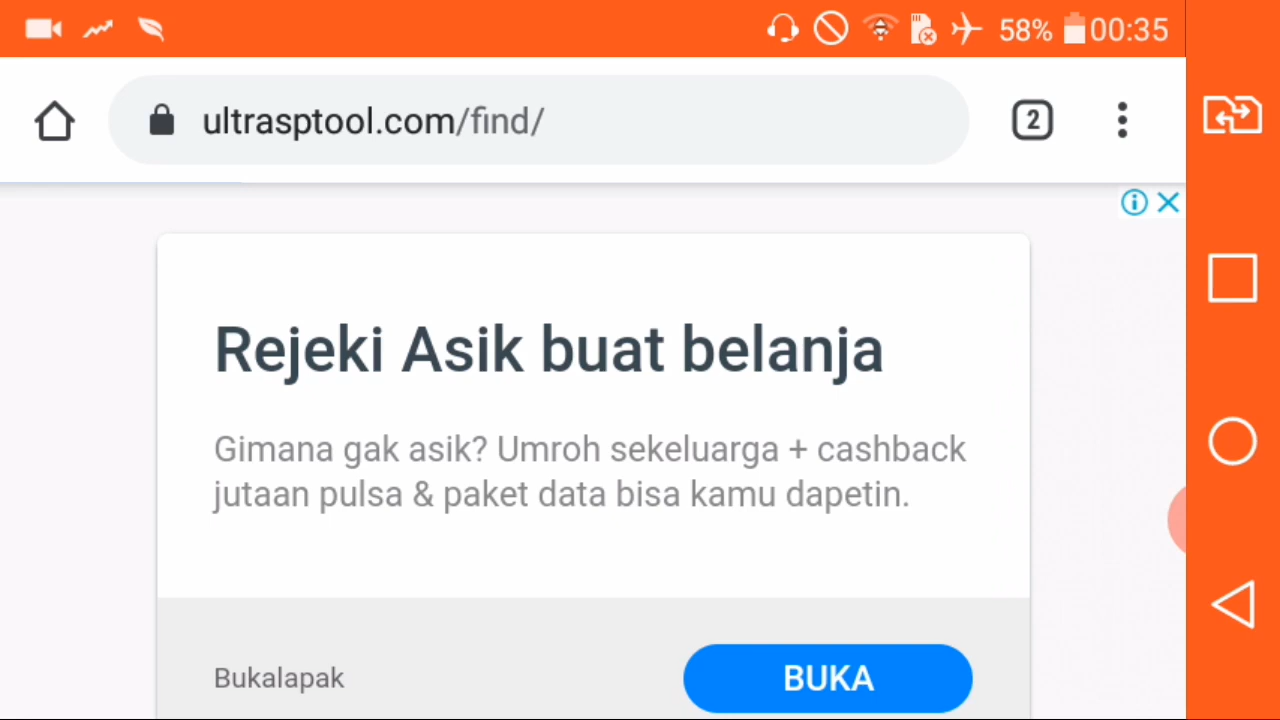 58% 00:35
ultrasptool.com/find/
2
Rejeki Asik buat belanja
Gimana gak asik? Umroh sekeluarga + cashback
jutaan pulsa & paket data bisa kamu dapetin.
Bukalapak
BUKA